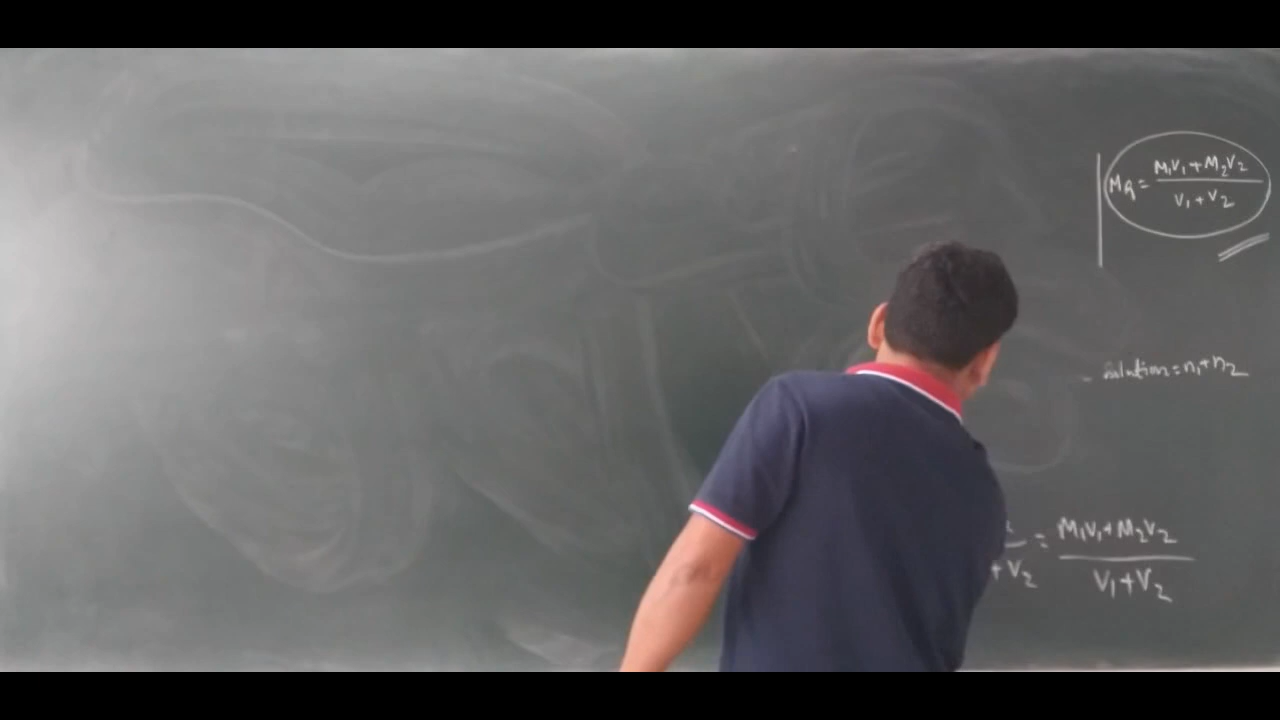 M_R = (M₁V₁ + M₂V₂) / (V₁ + V₂)
solution = n₁ + n₂
+ V₂ = (M₁V₁ + M₂V₂) / (V₁ + V₂)